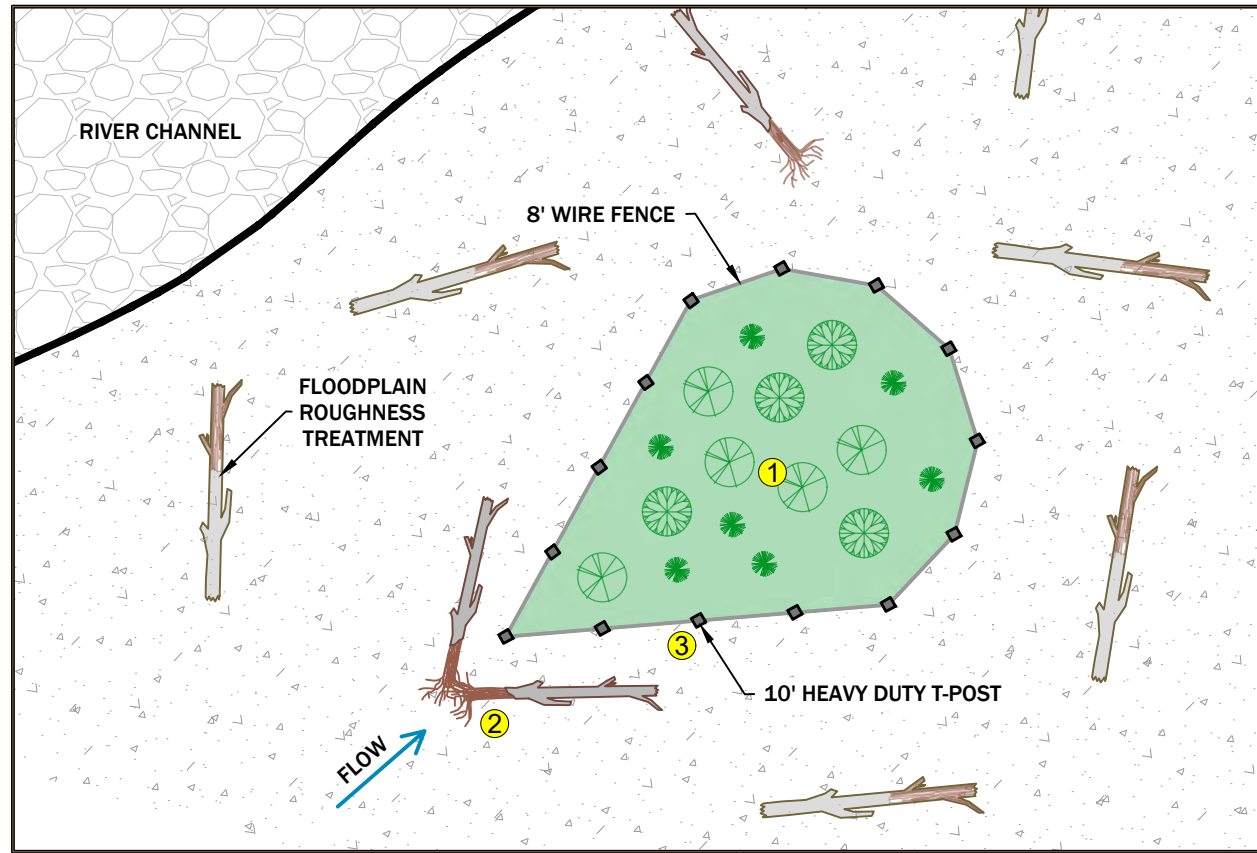 RIVER CHANNEL
8' WIRE FENCE
FLOODPLAIN
ROUGHNESS
TREATMENT
1
3
10' HEAVY DUTY T-POST
2
FLOW